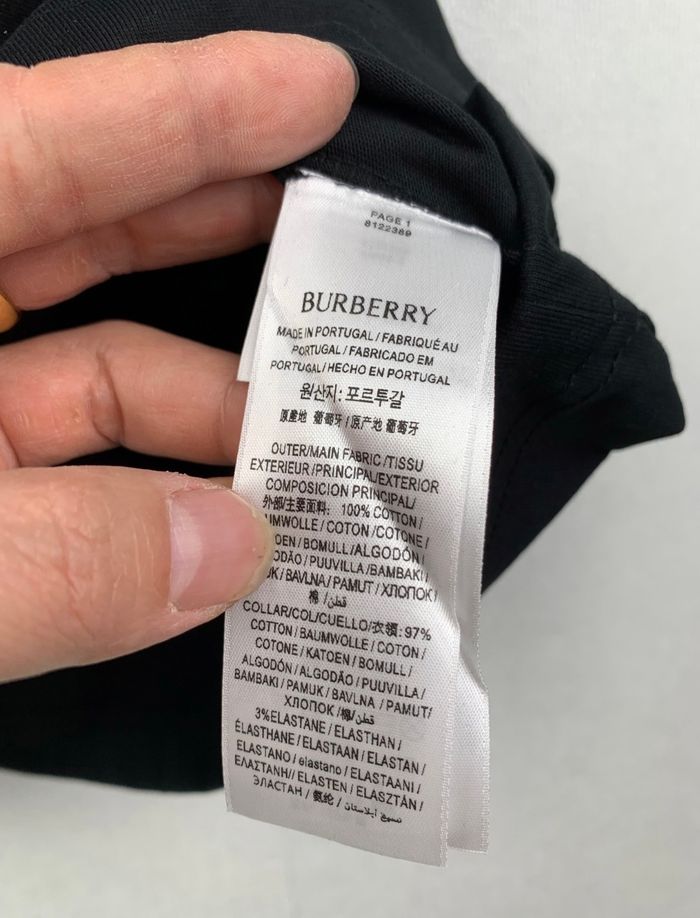 PAGE 1
8122389
BURBERRY
MADE IN PORTUGAL / FABRIQUÉ AU
PORTUGAL / FABRICADO EM
PORTUGAL / HECHO EN PORTUGAL
원산지: 포르투갈
原產地 葡萄牙 / 原产地 葡萄牙
OUTER/MAIN FABRIC /TISSU
EXTERIEUR /PRINCIPAL/EXTERIOR
COMPOSICION PRINCIPAL/
外部/主要面料: 100% COTTON /
UMWOLLE / COTON /COTONE /
OEN / BOMULL /ALGODÓN /
ODÃO / PUUVILLA /BAMBAKI /
UK / BAVLNA / PAMUT / ХЛОПОК /
棉 / قطن /
COLLAR/COL/CUELLO/衣領: 97%
COTTON / BAUMWOLLE / COTON /
COTONE / KATOEN / BOMULL /
ALGODÓN / ALGODÃO / PUUVILLA /
BAMBAKI / PAMUK / BAVLNA / PAMUT/
ХЛОПОК /棉/ قطن /
3% ELASTANE / ELASTHAN /
ÉLASTHANE / ELASTAAN / ELASTAN /
ELASTANO / elastano / ELASTAANI /
ΕΛΑΣΤΑΝΗ// ELASTEN / ELASZTÁN /
ЭЛАСТАН / 氨纶 /